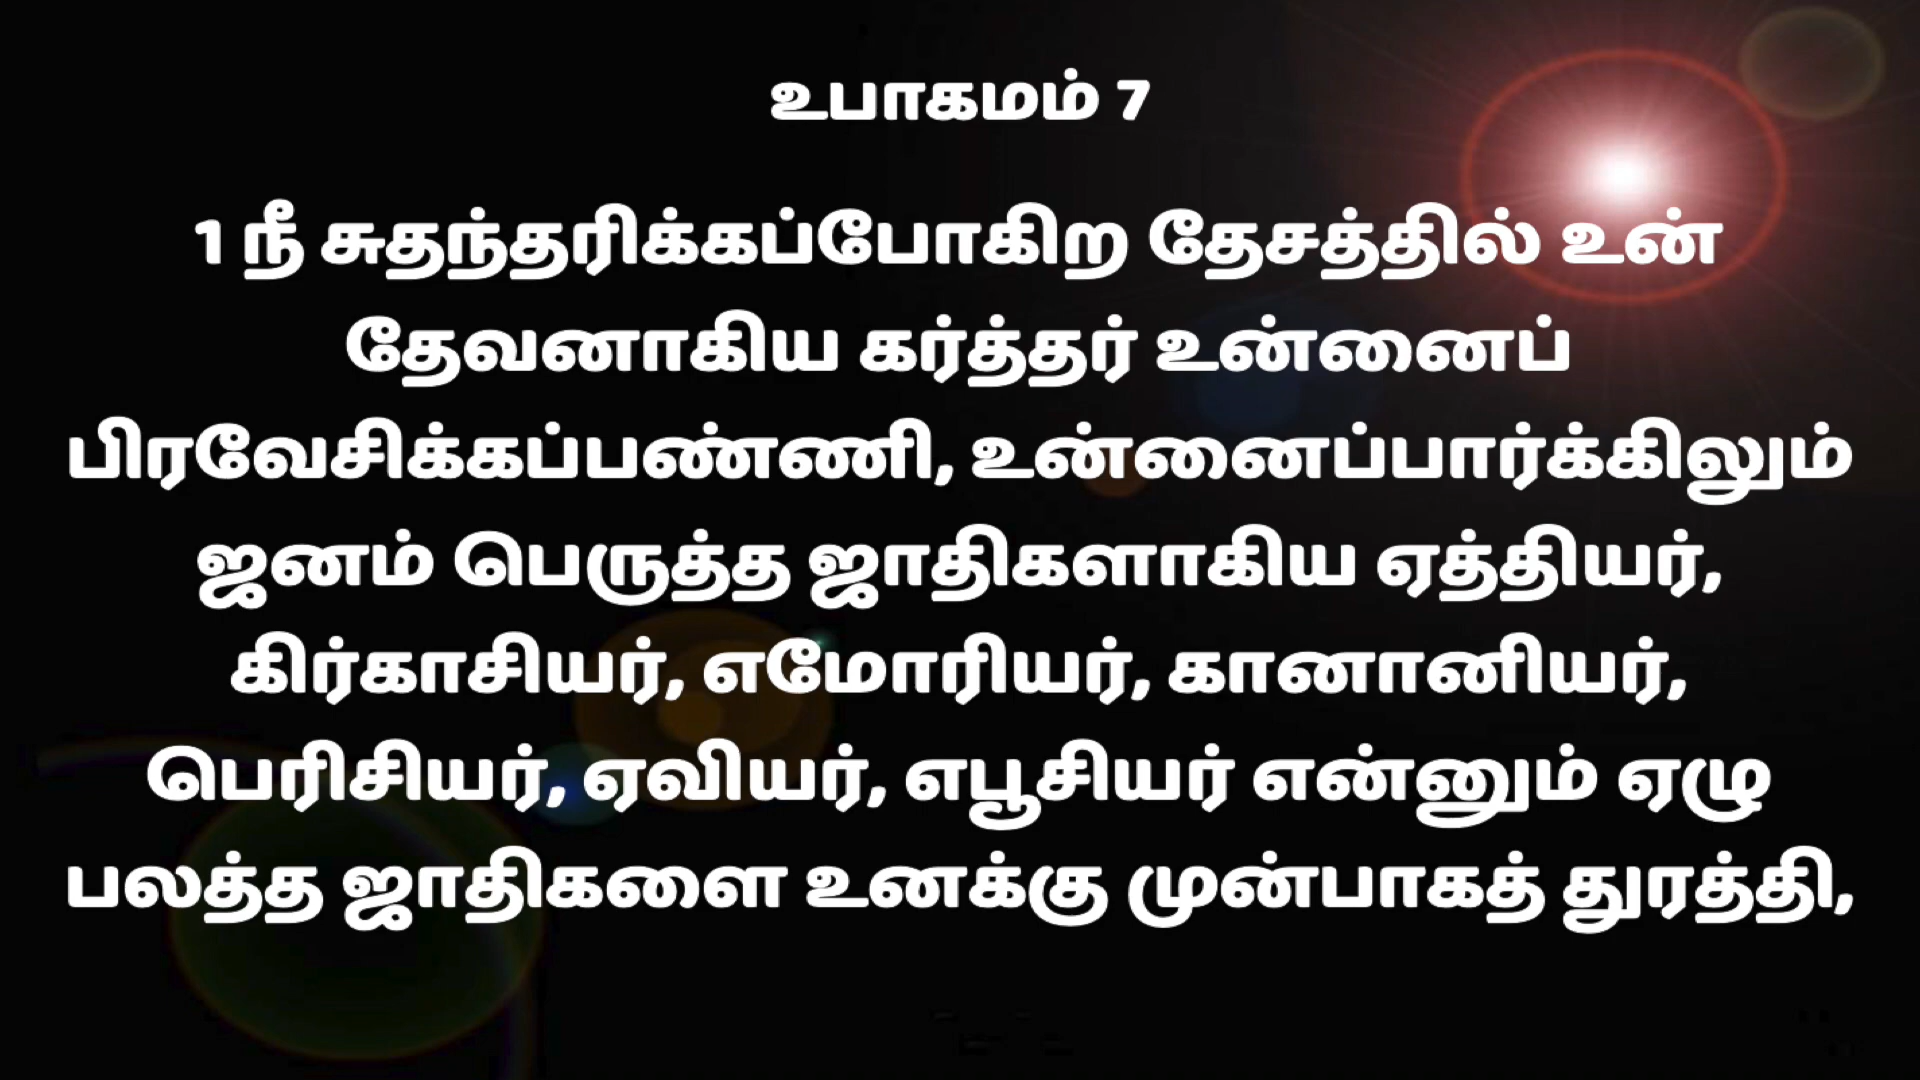 உபாகமம் 7
1 நீ சுதந்தரிக்கப்போகிற தேசத்தில் உன்
தேவனாகிய கர்த்தர் உன்னைப்
பிரவேசிக்கப்பண்ணி, உன்னைப்பார்க்கிலும்
ஜனம் பெருத்த ஜாதிகளாகிய ஏத்தியர்,
கிர்காசியர், எமோரியர், கானானியர்,
பெரிசியர், ஏவியர், எபூசியர் என்னும் ஏழு
பலத்த ஜாதிகளை உனக்கு முன்பாகத் துரத்தி,